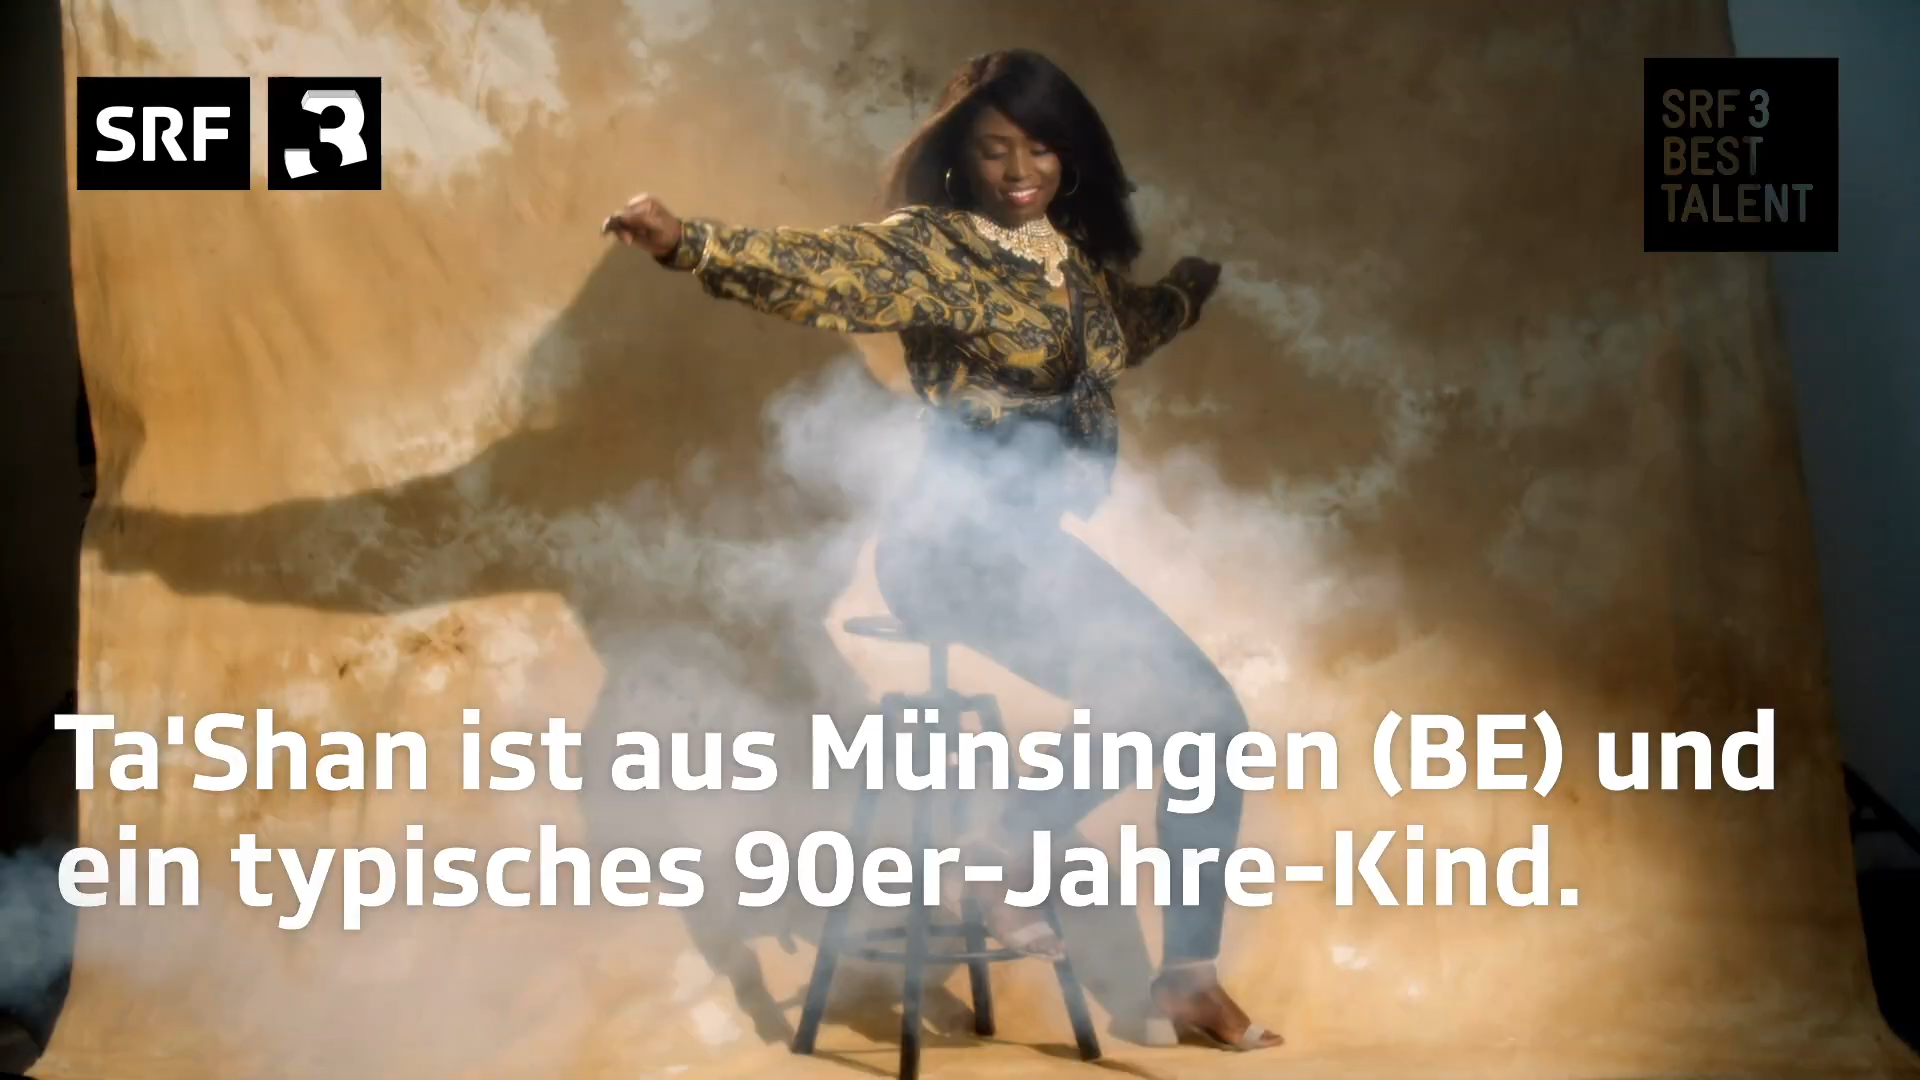 SRF 3
SRF 3
BEST
TALENT
Ta'Shan ist aus Münsingen (BE) und
ein typisches 90er-Jahre-Kind.